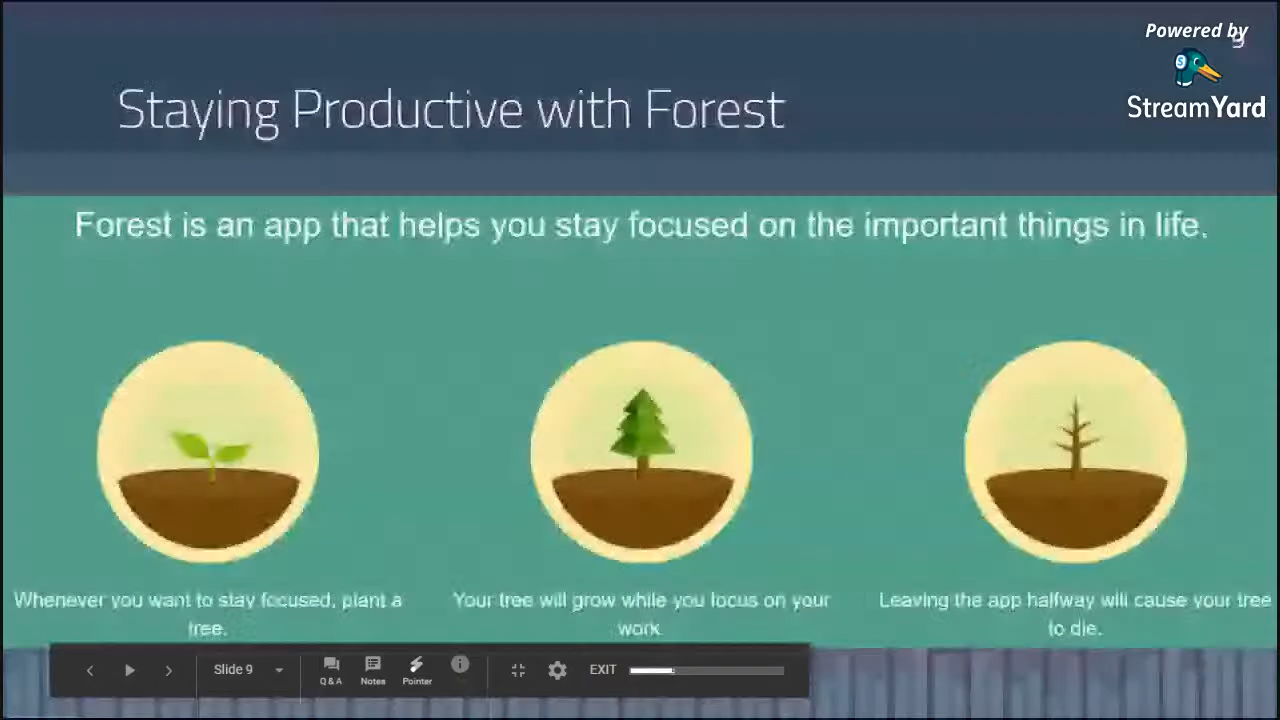 Powered by
9
StreamYard
Staying Productive with Forest
Forest is an app that helps you stay focused on the important things in life.
Whenever you want to stay focused, plant a
tree.
Your tree will grow while you focus on your
work.
Leaving the app halfway will cause your tree
to die.
Slide 9
Q & A
Notes
Pointer
EXIT